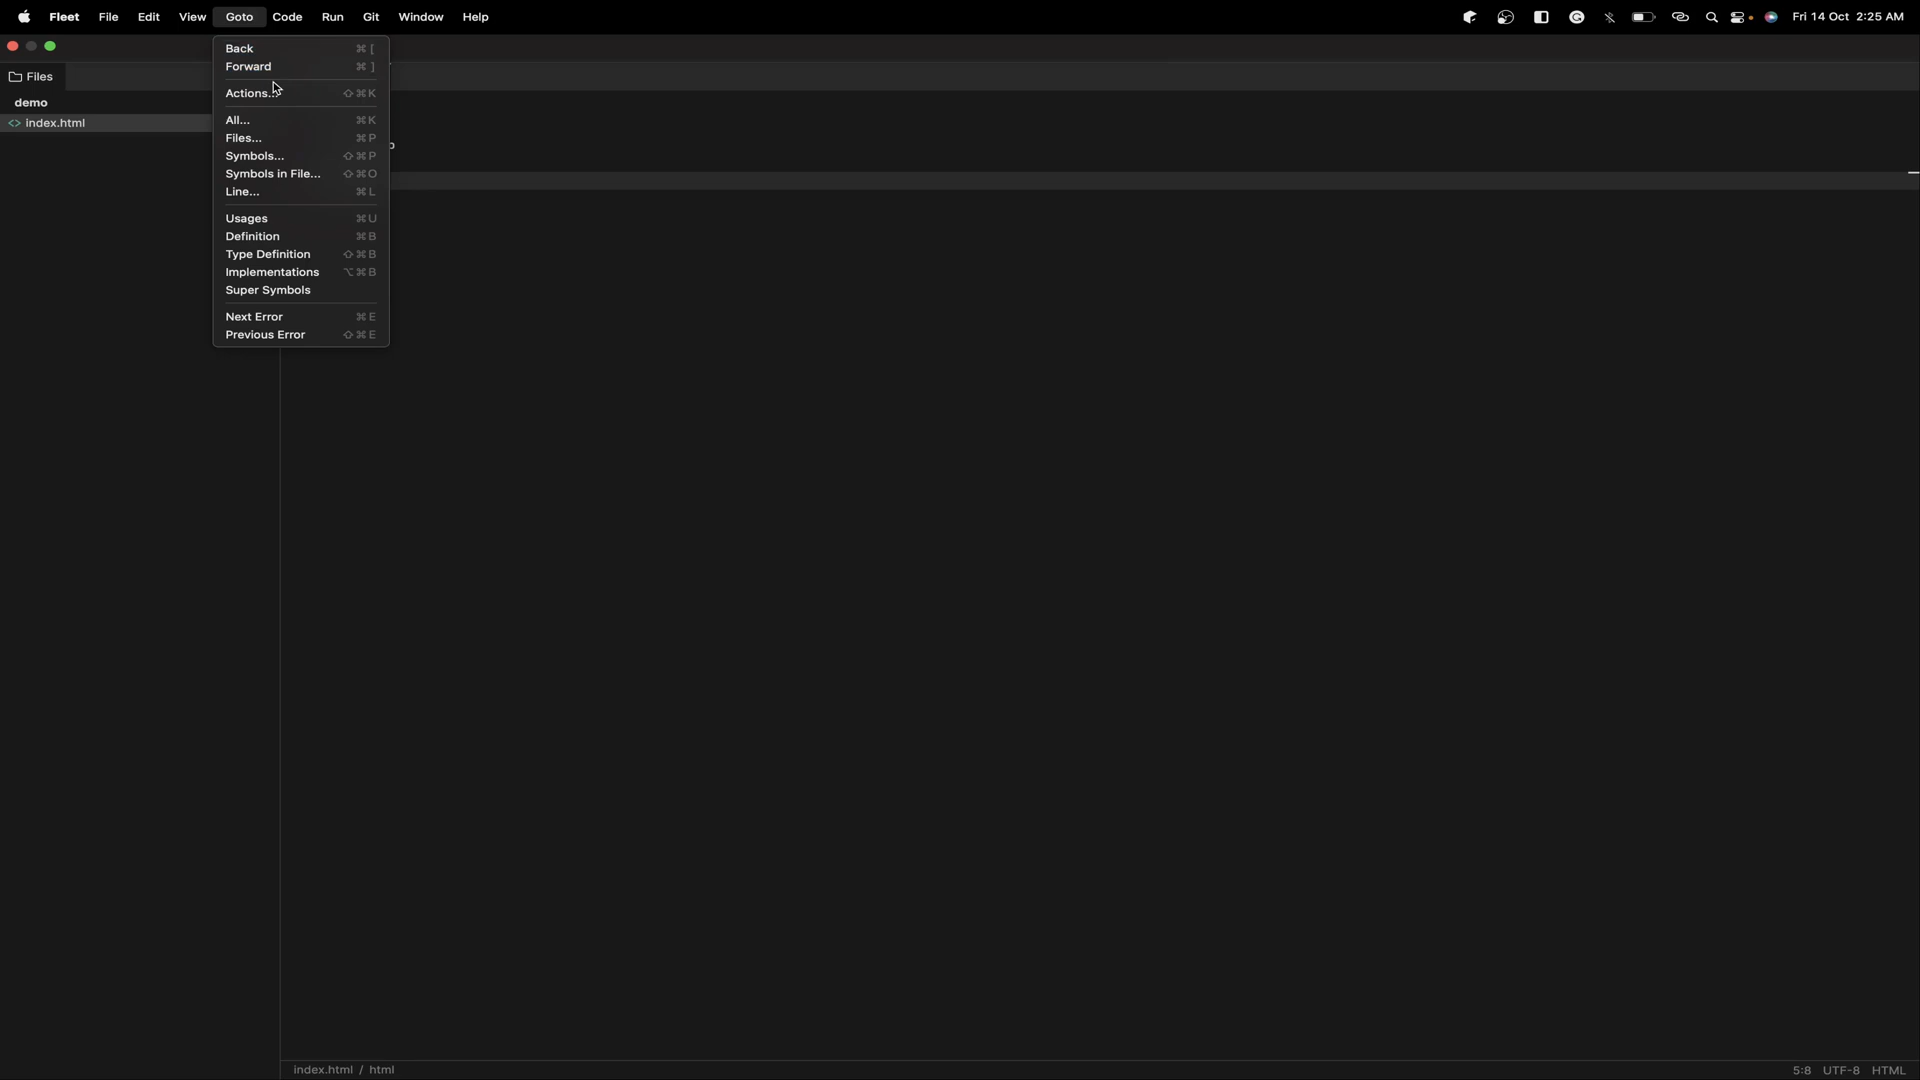 Fleet File Edit View Goto Code Run Git Window Help Fri 14 Oct 2:25 AM
Back ⌘ [
Forward ⌘ ]
Files
Actions... ⇧⌘K
demo
All... ⌘K
index.html
Files... ⌘P
Symbols... ⇧⌘P
Symbols in File... ⇧⌘O
Line... ⌘L
Usages ⌘U
Definition ⌘B
Type Definition ⇧⌘B
Implementations ⌥⌘B
Super Symbols
Next Error ⌘E
Previous Error ⇧⌘E
index.html / html 5:8 UTF-8 HTML